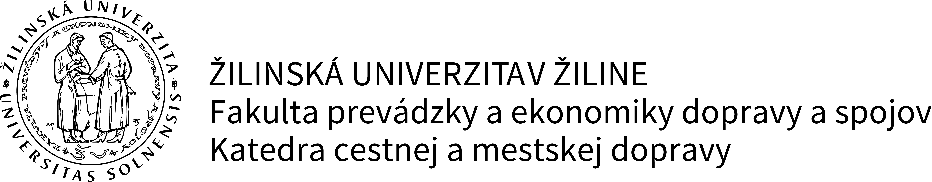 ŽILINSKÁ UNIVERZITA
UNIVERSITAS SOLNENSIS
ŽILINSKÁ UNIVERZITAV ŽILINE
Fakulta prevádzky a ekonomiky dopravy a spojov
Katedra cestnej a mestskej dopravy